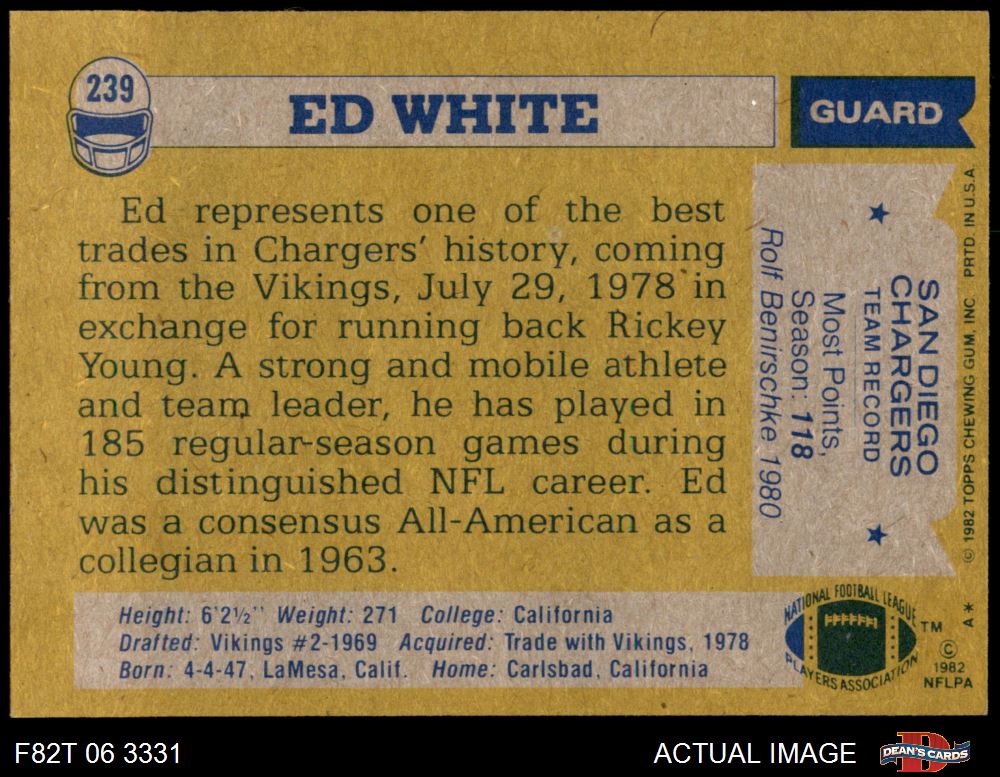 239
ED WHITE
GUARD
Ed represents one of the best
trades in Chargers' history, coming
from the Vikings, July 29, 1978 in
exchange for running back Rickey
Young. A strong and mobile athlete
and team leader, he has played in
185 regular-season games during
his distinguished NFL career. Ed
was a consensus All-American as a
collegian in 1963.
SAN DIEGO
CHARGERS
TEAM RECORD
Most Points,
Season: 118
Rolf Benirschke 1980
© 1982 TOPPS CHEWING GUM, INC. PRTD. IN U.S.A.
Height: 6'2½" Weight: 271 College: California
Drafted: Vikings #2-1969 Acquired: Trade with Vikings, 1978
Born: 4-4-47, LaMesa, Calif. Home: Carlsbad, California
NATIONAL FOOTBALL LEAGUE
PLAYERS ASSOCIATION
TM
A*
©
1982
NFLPA
F82T 06 3331
ACTUAL IMAGE
D
DEAN'S CARDS